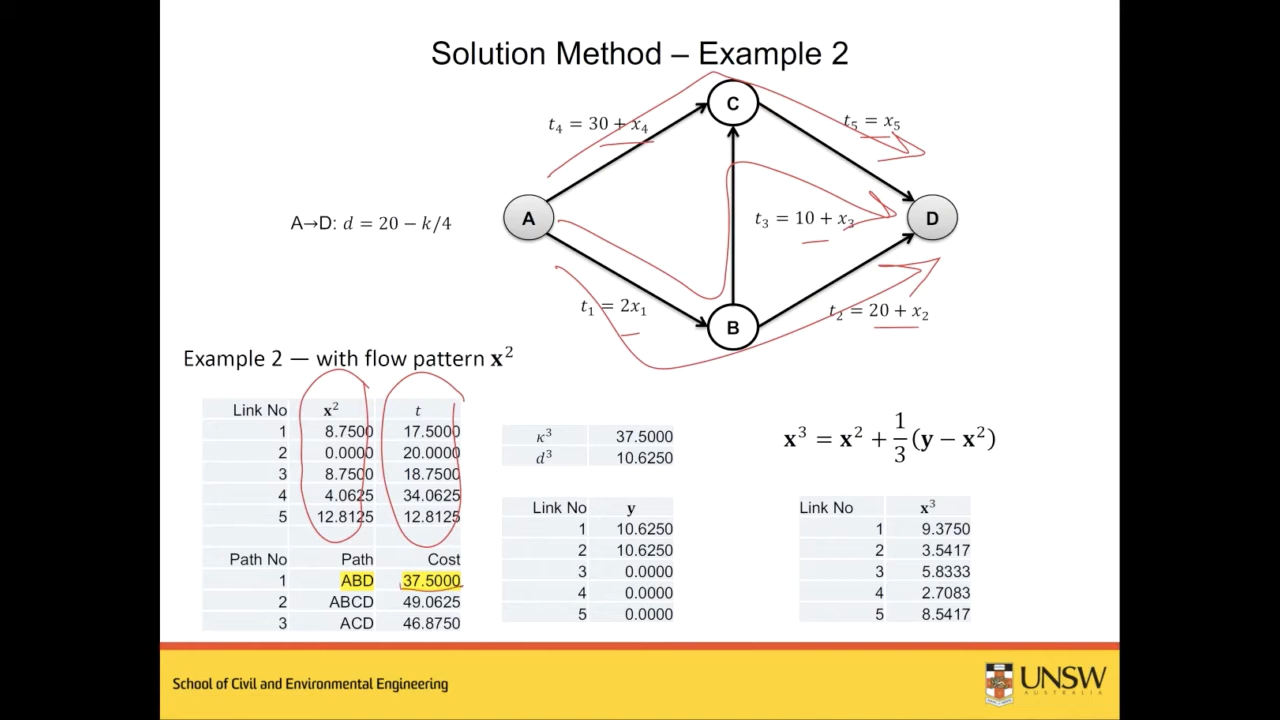 Solution Method – Example 2
C
t₄ = 30 + x₄
t₅ = x₅
A→D: d = 20 − k/4
A
t₃ = 10 + x₃
D
t₁ = 2x₁
t₂ = 20 + x₂
B
Example 2 — with flow pattern x²
Link No x² t
1 8.7500 17.5000
2 0.0000 20.0000
3 8.7500 18.7500
4 4.0625 34.0625
5 12.8125 12.8125
Path No Path Cost
1 ABD 37.5000
2 ABCD 49.0625
3 ACD 46.8750
κ³ 37.5000
d³ 10.6250
Link No y
1 10.6250
2 10.6250
3 0.0000
4 0.0000
5 0.0000
x³ = x² + 1/3 (y − x²)
Link No x³
1 9.3750
2 3.5417
3 5.8333
4 2.7083
5 8.5417
School of Civil and Environmental Engineering
UNSW
AUSTRALIA